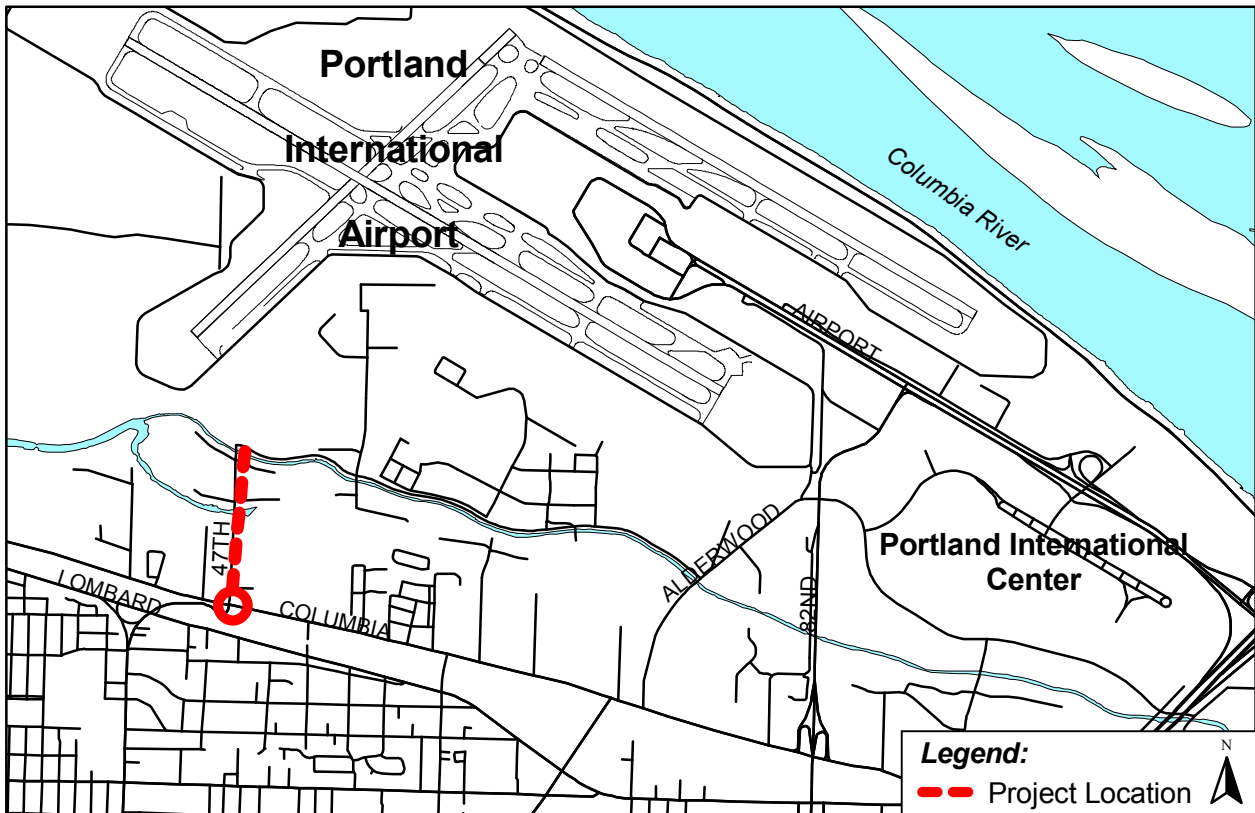 Portland
International
Airport
Columbia River
AIRPORT
ALDERWOOD
82ND
Portland International
Center
47TH
LOMBARD
COLUMBIA
Legend:
Project Location
N